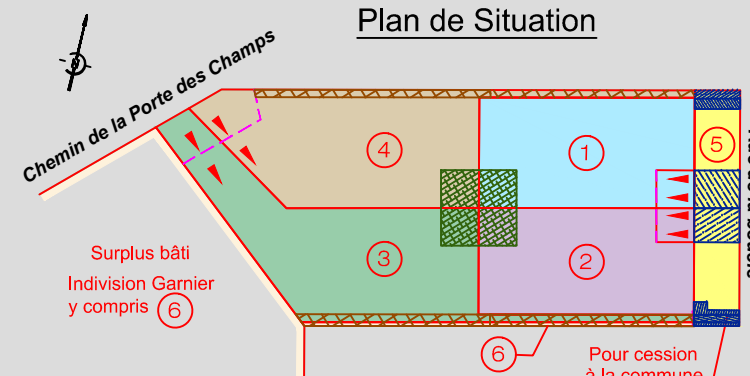 Plan de Situation
Chemin de la Porte des Champs
4
1
5
3
2
Surplus bâti
Indivision Garnier
y compris 6
6
Pour cession
à la commune